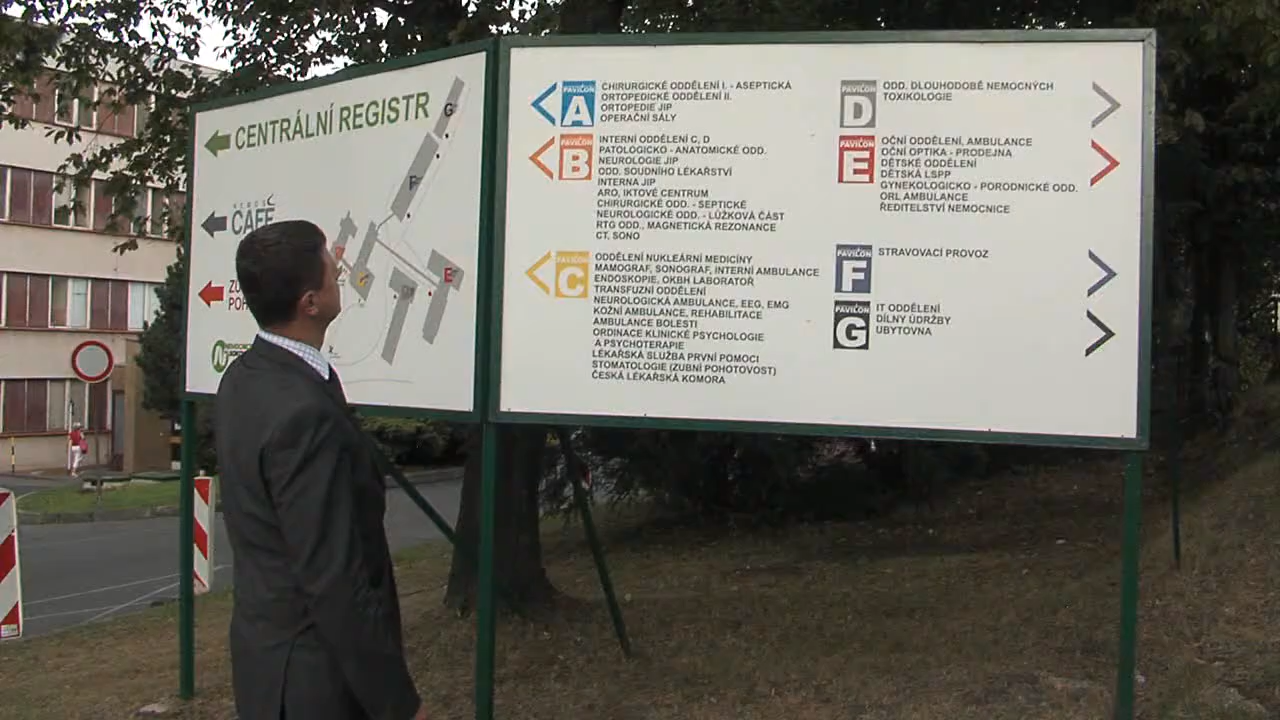 CENTRÁLNÍ REGISTR
CAFÉ
G
F
E
PAVILON
A
CHIRURGICKÉ ODDĚLENÍ I. - ASEPTICKÁ
ORTOPEDICKÉ ODDĚLENÍ II.
ORTOPEDIE JIP
OPERAČNÍ SÁLY
PAVILON
B
INTERNÍ ODDĚLENÍ C, D
PATOLOGICKO - ANATOMICKÉ ODD.
NEUROLOGIE JIP
ODD. SOUDNÍHO LÉKAŘSTVÍ
INTERNA JIP
ARO, IKTOVÉ CENTRUM
CHIRURGICKÉ ODD. - SEPTICKÉ
NEUROLOGICKÉ ODD. - LŮŽKOVÁ ČÁST
RTG ODD., MAGNETICKÁ REZONANCE
CT, SONO
PAVILON
C
ODDĚLENÍ NUKLEÁRNÍ MEDICÍNY
MAMOGRAF, SONOGRAF, INTERNÍ AMBULANCE
ENDOSKOPIE, OKBH LABORATOŘ
TRANSFUZNÍ ODDĚLENÍ
NEUROLOGICKÁ AMBULANCE, EEG, EMG
KOŽNÍ AMBULANCE, REHABILITACE
AMBULANCE BOLESTI
ORDINACE KLINICKÉ PSYCHOLOGIE
A PSYCHOTERAPIE
LÉKAŘSKÁ SLUŽBA PRVNÍ POMOCI
STOMATOLOGIE (ZUBNÍ POHOTOVOST)
ČESKÁ LÉKAŘSKÁ KOMORA
PAVILON
D
ODD. DLOUHODOBĚ NEMOCNÝCH
TOXIKOLOGIE
PAVILON
E
OČNÍ ODDĚLENÍ, AMBULANCE
OČNÍ OPTIKA - PRODEJNA
DĚTSKÉ ODDĚLENÍ
DĚTSKÁ LSPP
GYNEKOLOGICKO - PORODNICKÉ ODD.
ORL AMBULANCE
ŘEDITELSTVÍ NEMOCNICE
PAVILON
F
STRAVOVACÍ PROVOZ
PAVILON
G
IT ODDĚLENÍ
DÍLNY ÚDRŽBY
UBYTOVNA